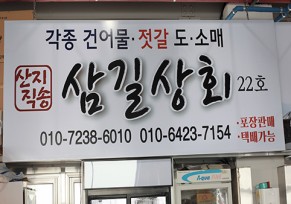 각종 건어물·젓갈 도·소매
산지
직송
삼길상회 22호
010-7238-6010 010-6423-7154
·포장판매
·택배가능